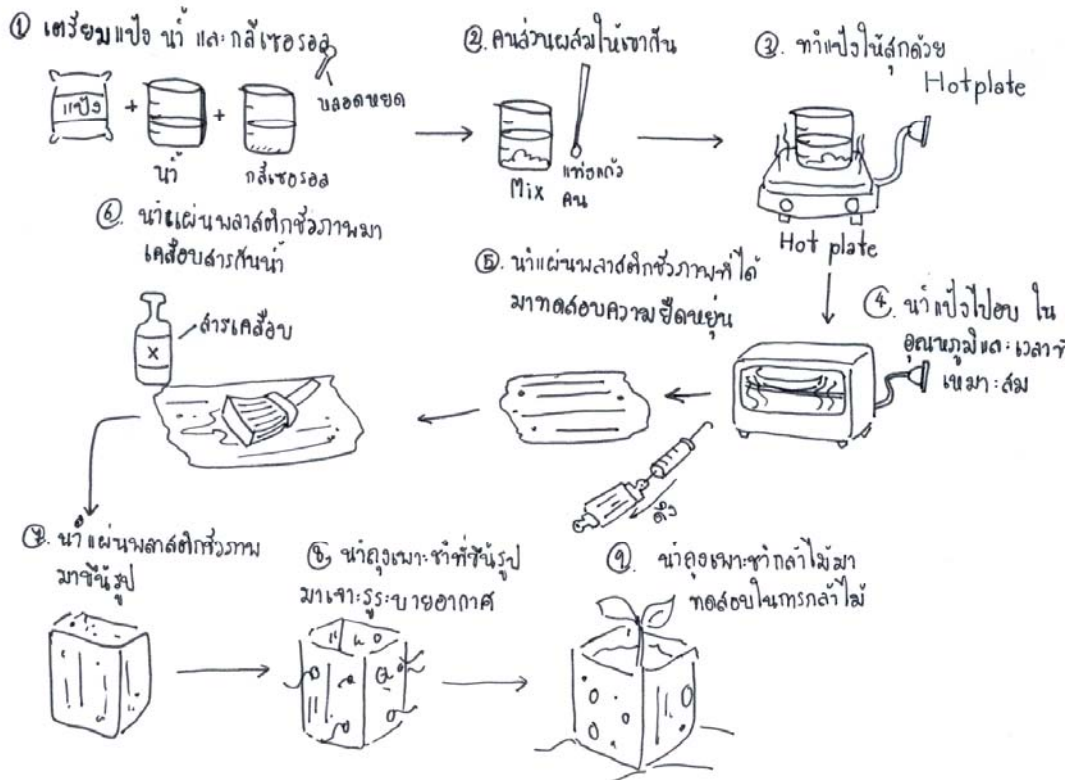 ① เตรียมแป้ง น้ำ และกลีเซอรอล
หลอดหยด
แป้ง
+
+
น้ำ
กลีเซอรอล
②. คนส่วนผสมให้เขากัน
Mix
แท่งแก้ว
คน
③. ทำแป้งให้สุกด้วย
Hotplate
Hot plate
④. นำแป้งไปอบ ใน
อุณหภูมิและเวลาที่
เหมาะสม
⑤. นำแผ่นพลาสติกชีวภาพที่ได้
มาทดสอบความยืดหยุ่น
ดึง
⑥. นำแผ่นพลาสติกชีวภาพมา
เคลือบสารกันน้ำ
สารเคลือบ
X
⑦. นำแผ่นพลาสติกชีวภาพ
มาขึ้นรูป
⑧. นำถุงเพาะชำที่ขึ้นรูป
มาเจาะรูระบายอากาศ
⑨. นำถุงเพาะชำกล้าไม้มา
ทดสอบในการกล้าไม้